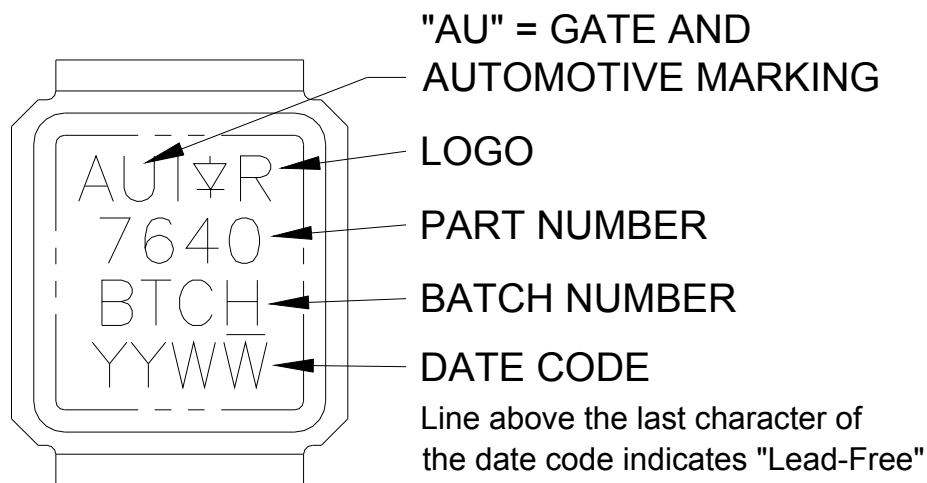 "AU" = GATE AND
AUTOMOTIVE MARKING
AUI R
LOGO
7640
PART NUMBER
BTCH
BATCH NUMBER
YYWW̅
DATE CODE
Line above the last character of
the date code indicates "Lead-Free"